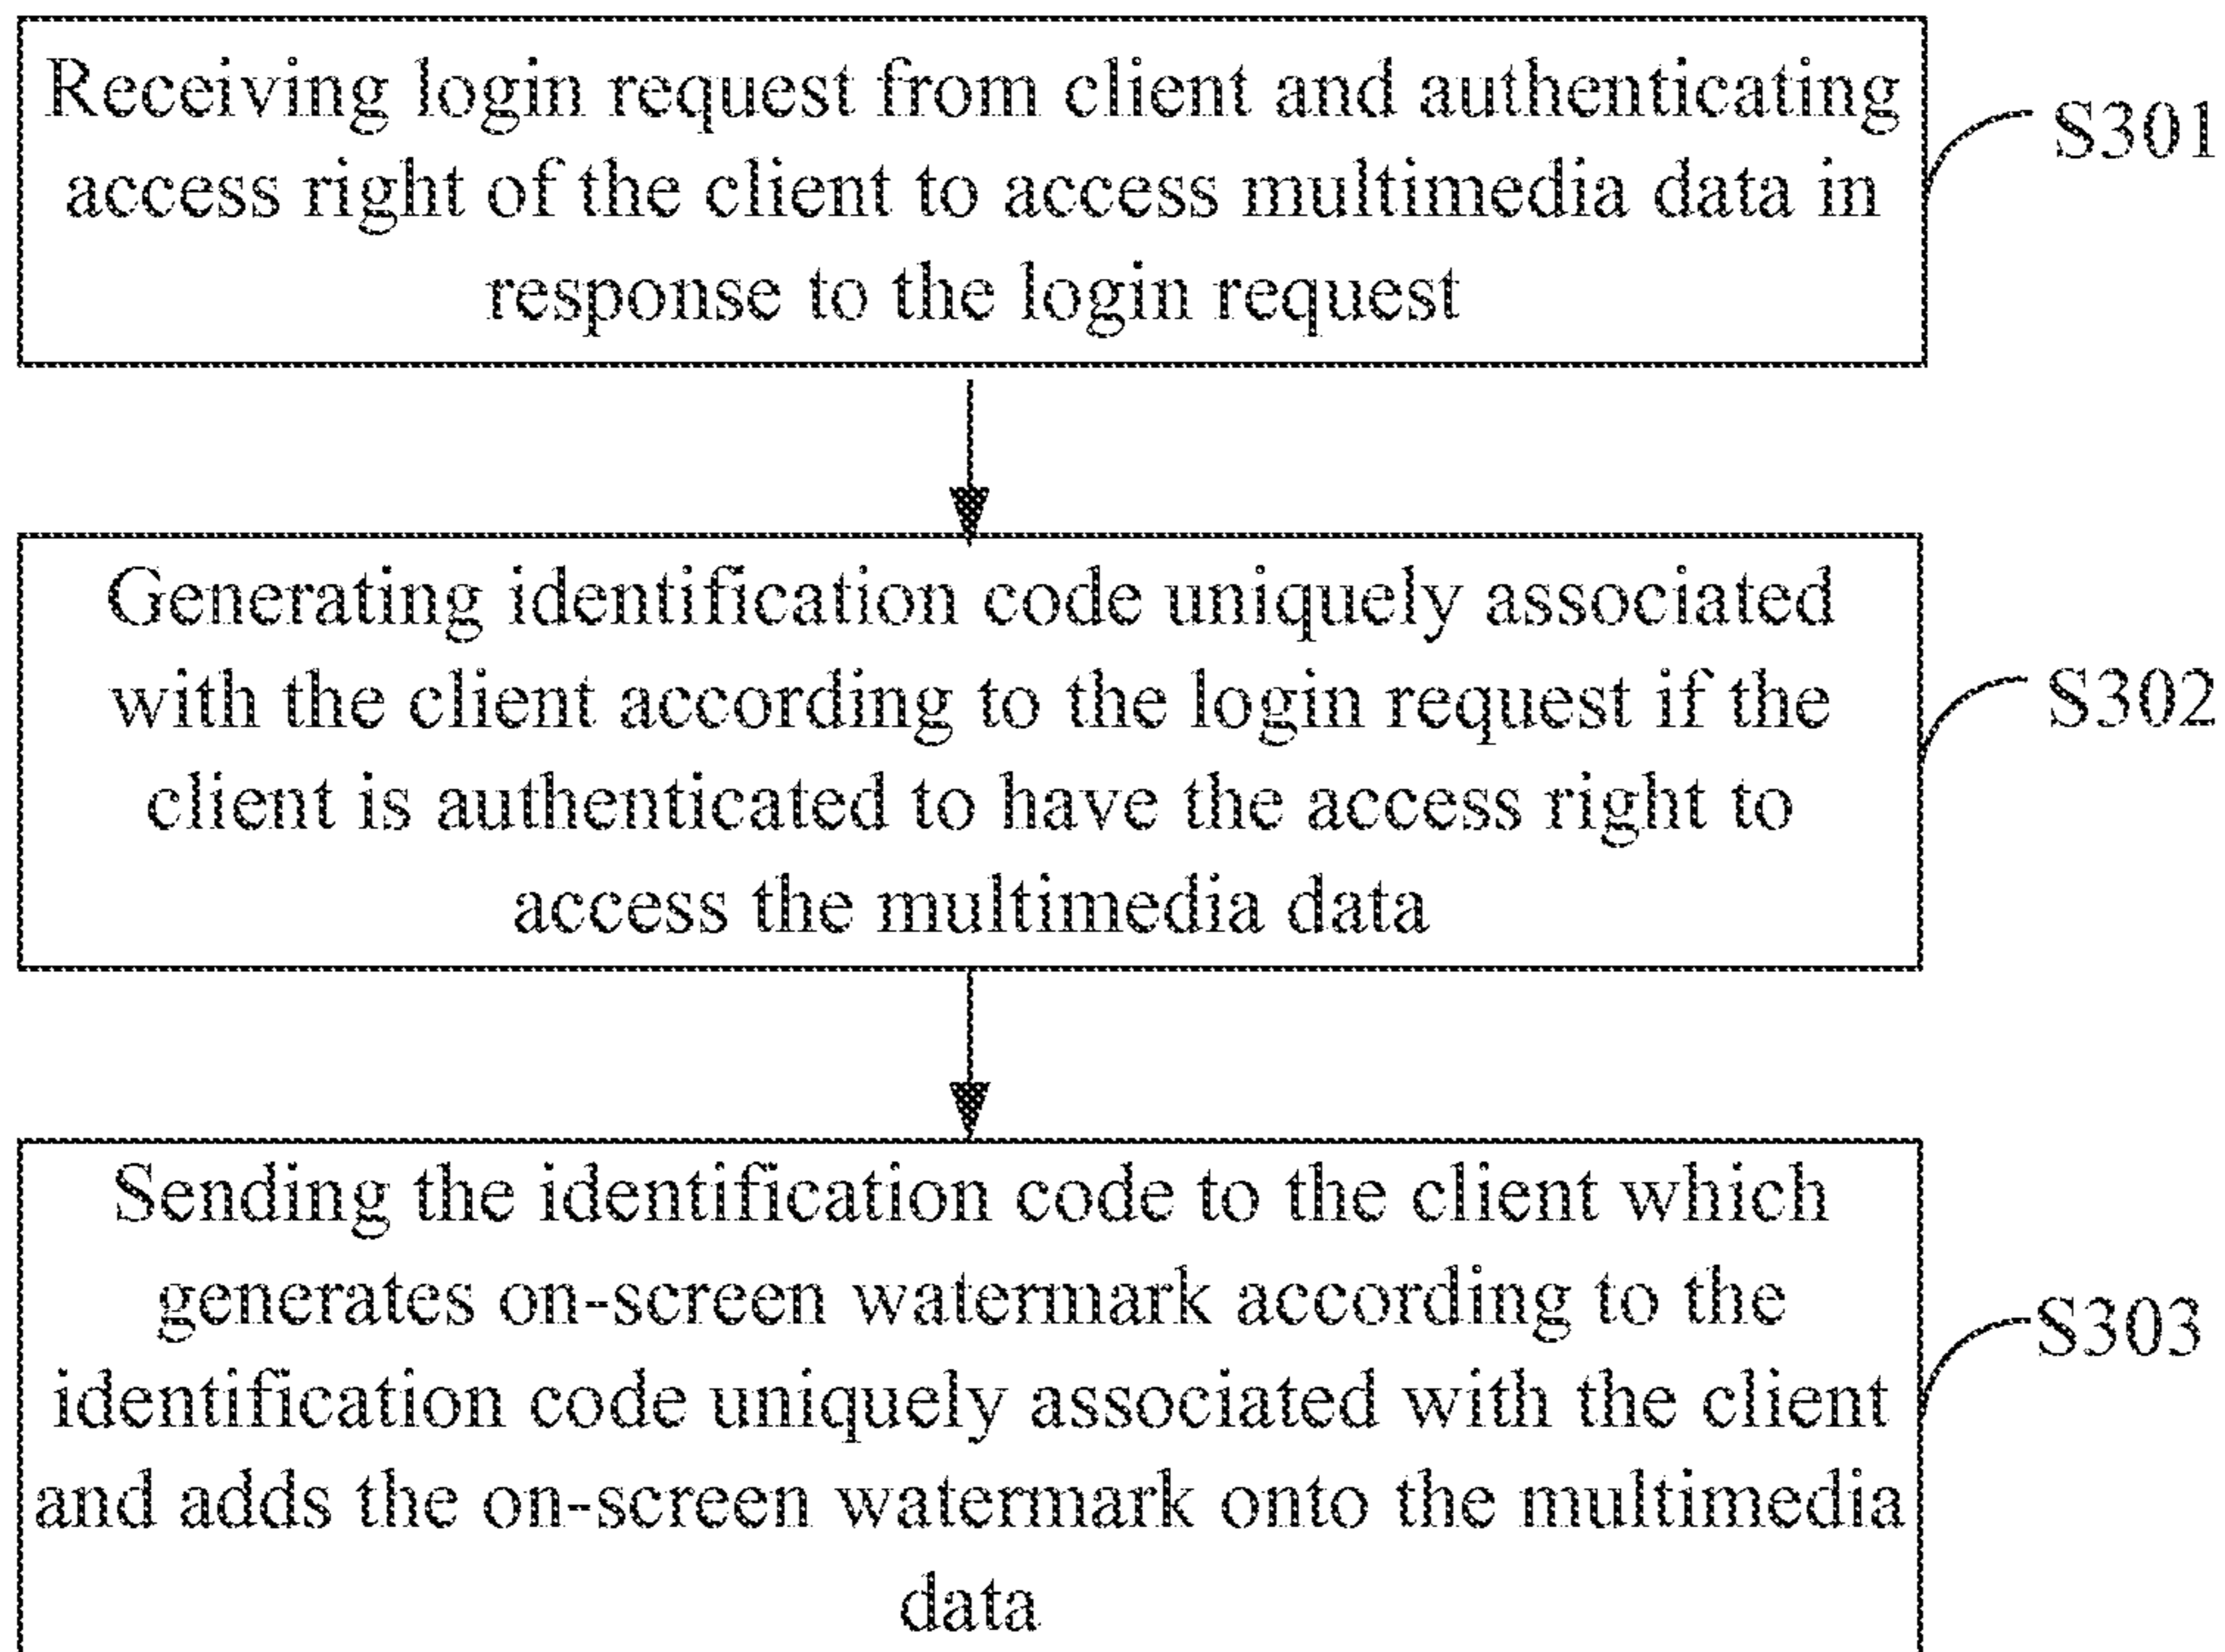 Receiving login request from client and authenticating
access right of the client to access multimedia data in
response to the login request
S301
Generating identification code uniquely associated
with the client according to the login request if the
client is authenticated to have the access right to
access the multimedia data
S302
Sending the identification code to the client which
generates on-screen watermark according to the
identification code uniquely associated with the client
and adds the on-screen watermark onto the multimedia
data
S303